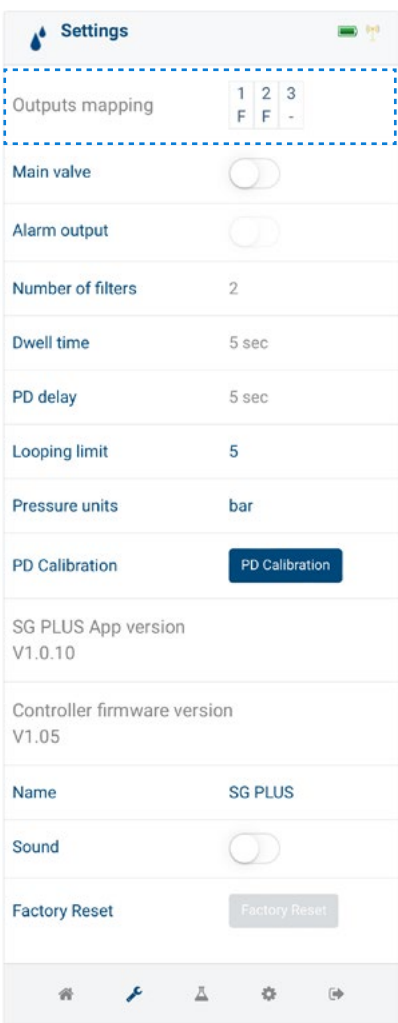 Settings
Outputs mapping
1 2 3
F F -
Main valve
Alarm output
Number of filters 2
Dwell time 5 sec
PD delay 5 sec
Looping limit 5
Pressure units bar
PD Calibration PD Calibration
SG PLUS App version
V1.0.10
Controller firmware version
V1.05
Name SG PLUS
Sound
Factory Reset Factory Reset